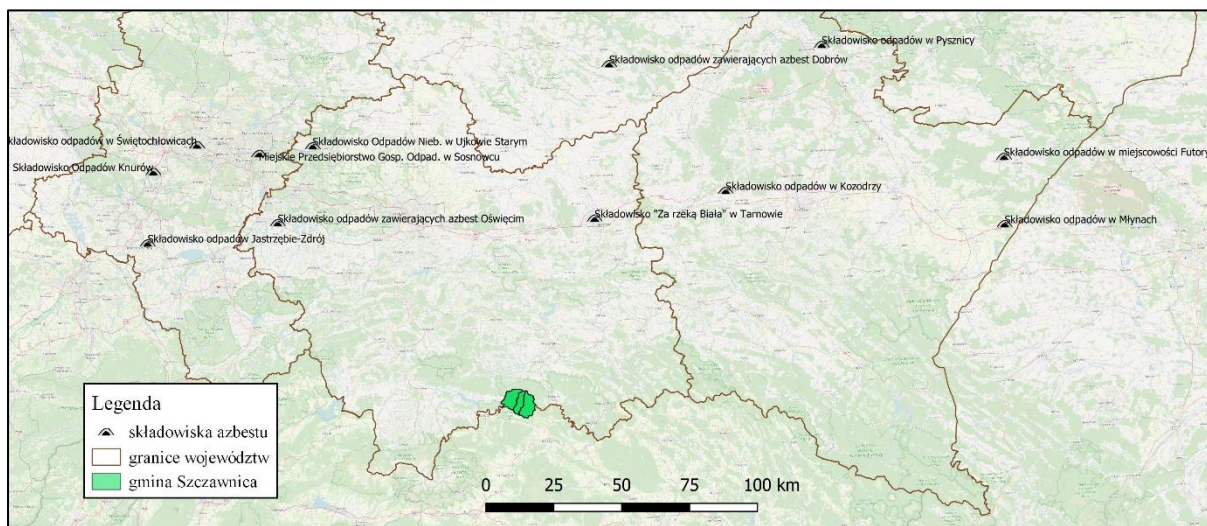 Składowisko odpadów w Pysznicy
Składowisko odpadów zawierających azbest Dobrów
kładowisko odpadów w Świętochłowicach
Składowisko Odpadów Nieb. w Ujkowie Starym
Miejskie Przedsiębiorstwo Gosp. Odpad. w Sosnowcu
Składowisko odpadów w miejscowości Futory
Składowisko Odpadów Knurów
Składowisko odpadów w Kozodrzy
Składowisko odpadów zawierających azbest Oświęcim
Składowisko "Za rzeką Biała" w Tarnowie
Składowisko odpadów w Młynach
Składowisko odpadów Jastrzębie-Zdrój
Legenda
składowiska azbestu
granice województw
gmina Szczawnica
0 25 50 75 100 km